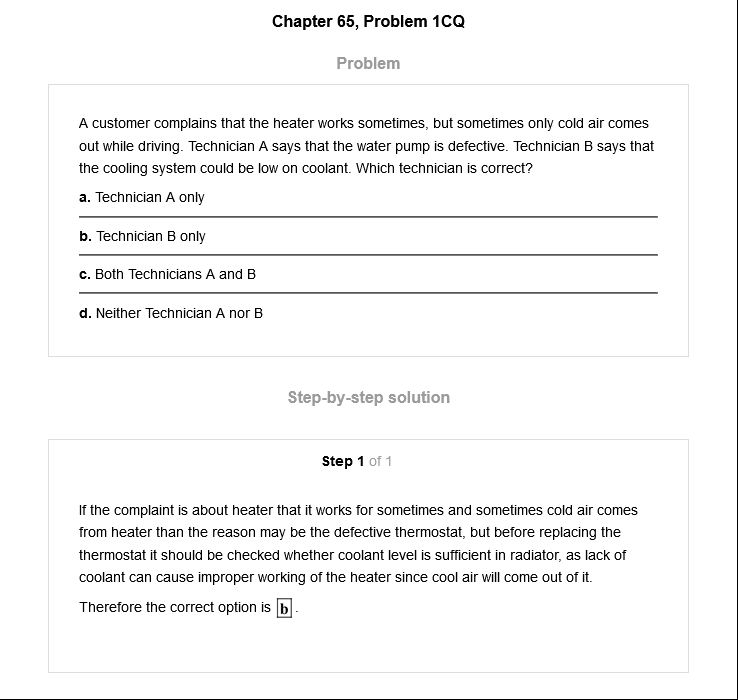 Chapter 65, Problem 1CQ
Problem
A customer complains that the heater works sometimes, but sometimes only cold air comes
out while driving. Technician A says that the water pump is defective. Technician B says that
the cooling system could be low on coolant. Which technician is correct?
a. Technician A only
b. Technician B only
c. Both Technicians A and B
d. Neither Technician A nor B
Step-by-step solution
Step 1 of 1
If the complaint is about heater that it works for sometimes and sometimes cold air comes
from heater than the reason may be the defective thermostat, but before replacing the
thermostat it should be checked whether coolant level is sufficient in radiator, as lack of
coolant can cause improper working of the heater since cool air will come out of it.
Therefore the correct option is b.